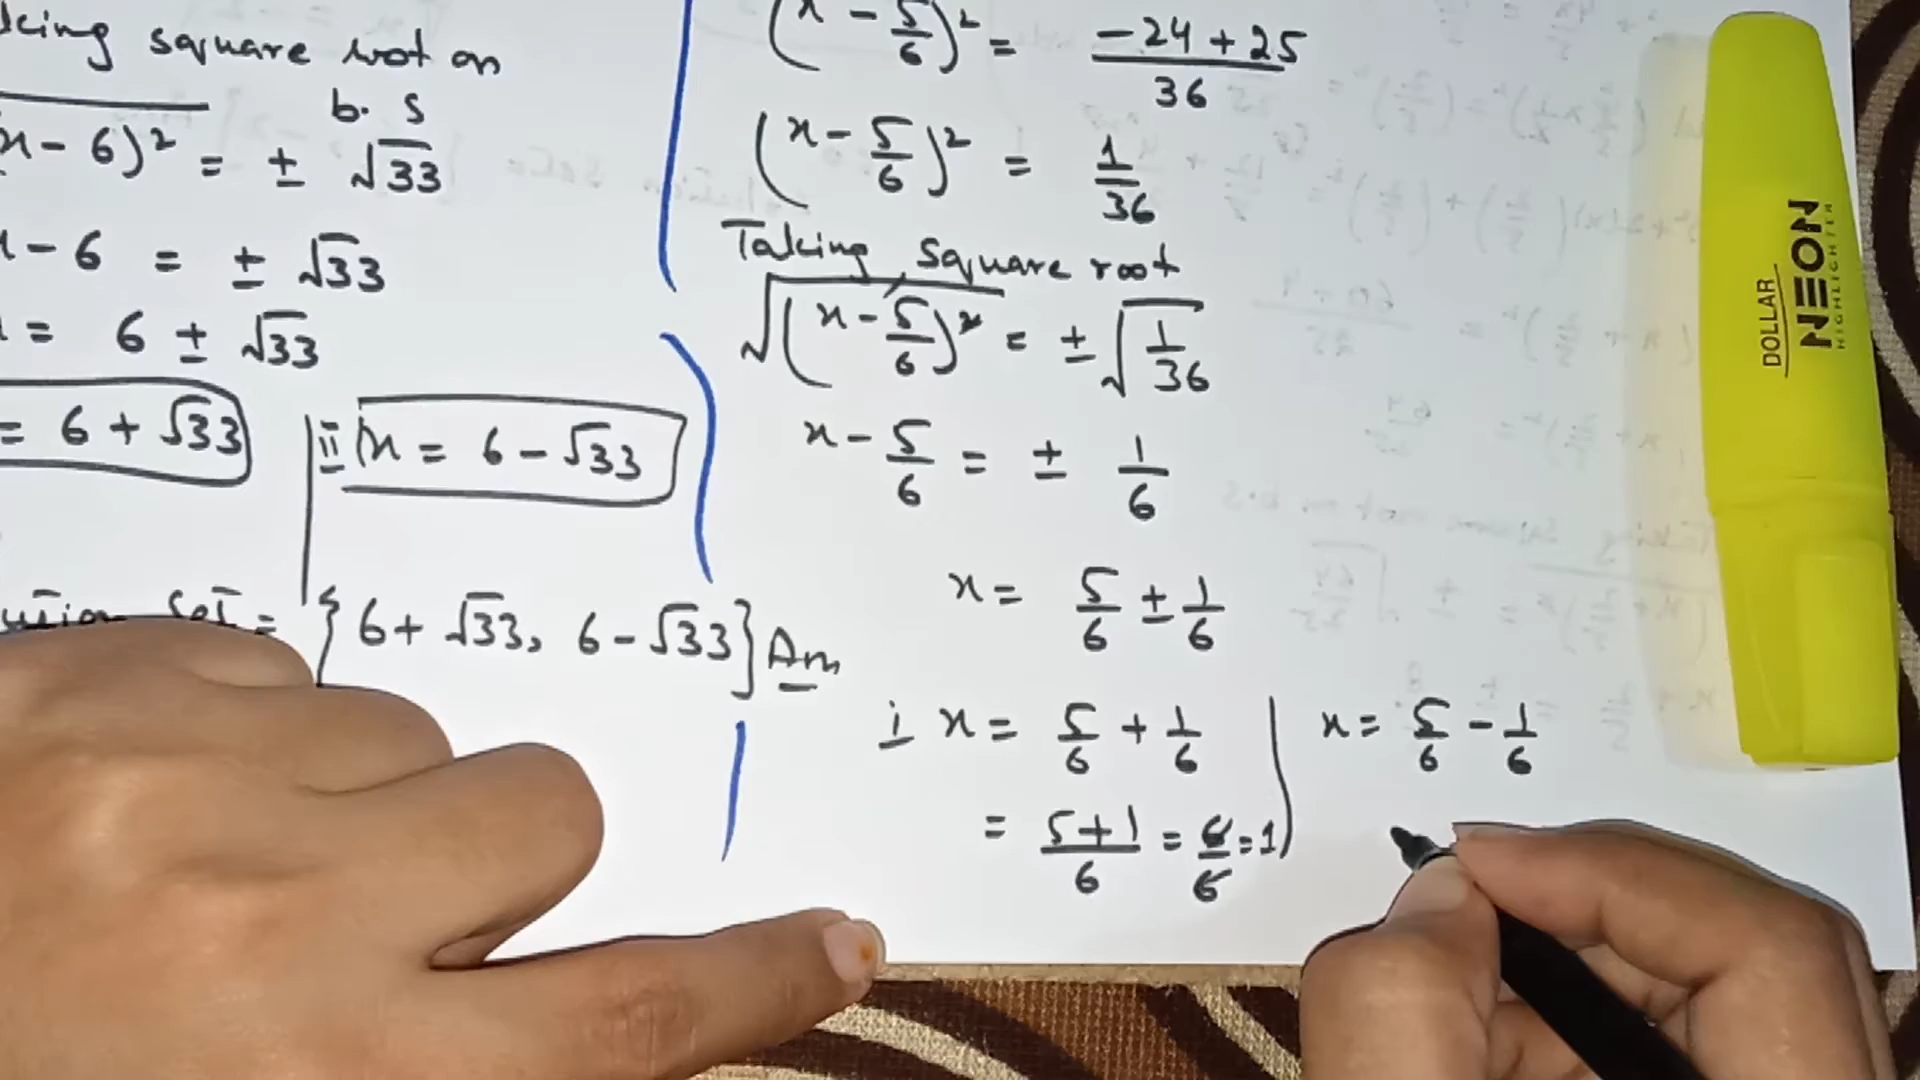 square root on
b. s
x - 6)² = ± √33
x - 6 = ± √33
x = 6 ± √33
= 6 + √33
ii x = 6 - √33
Set = {6 + √33, 6 - √33} Ans
(x - 5/6)² = (-24 + 25)/36
(x - 5/6)² = 1/36
Taking square root
√(x - 5/6)² = ± √(1/36)
x - 5/6 = ± 1/6
x = 5/6 ± 1/6
i x = 5/6 + 1/6
= (5+1)/6 = 6/6 = 1
x = 5/6 - 1/6
DOLLAR
NEON
HIGHLIGHTER